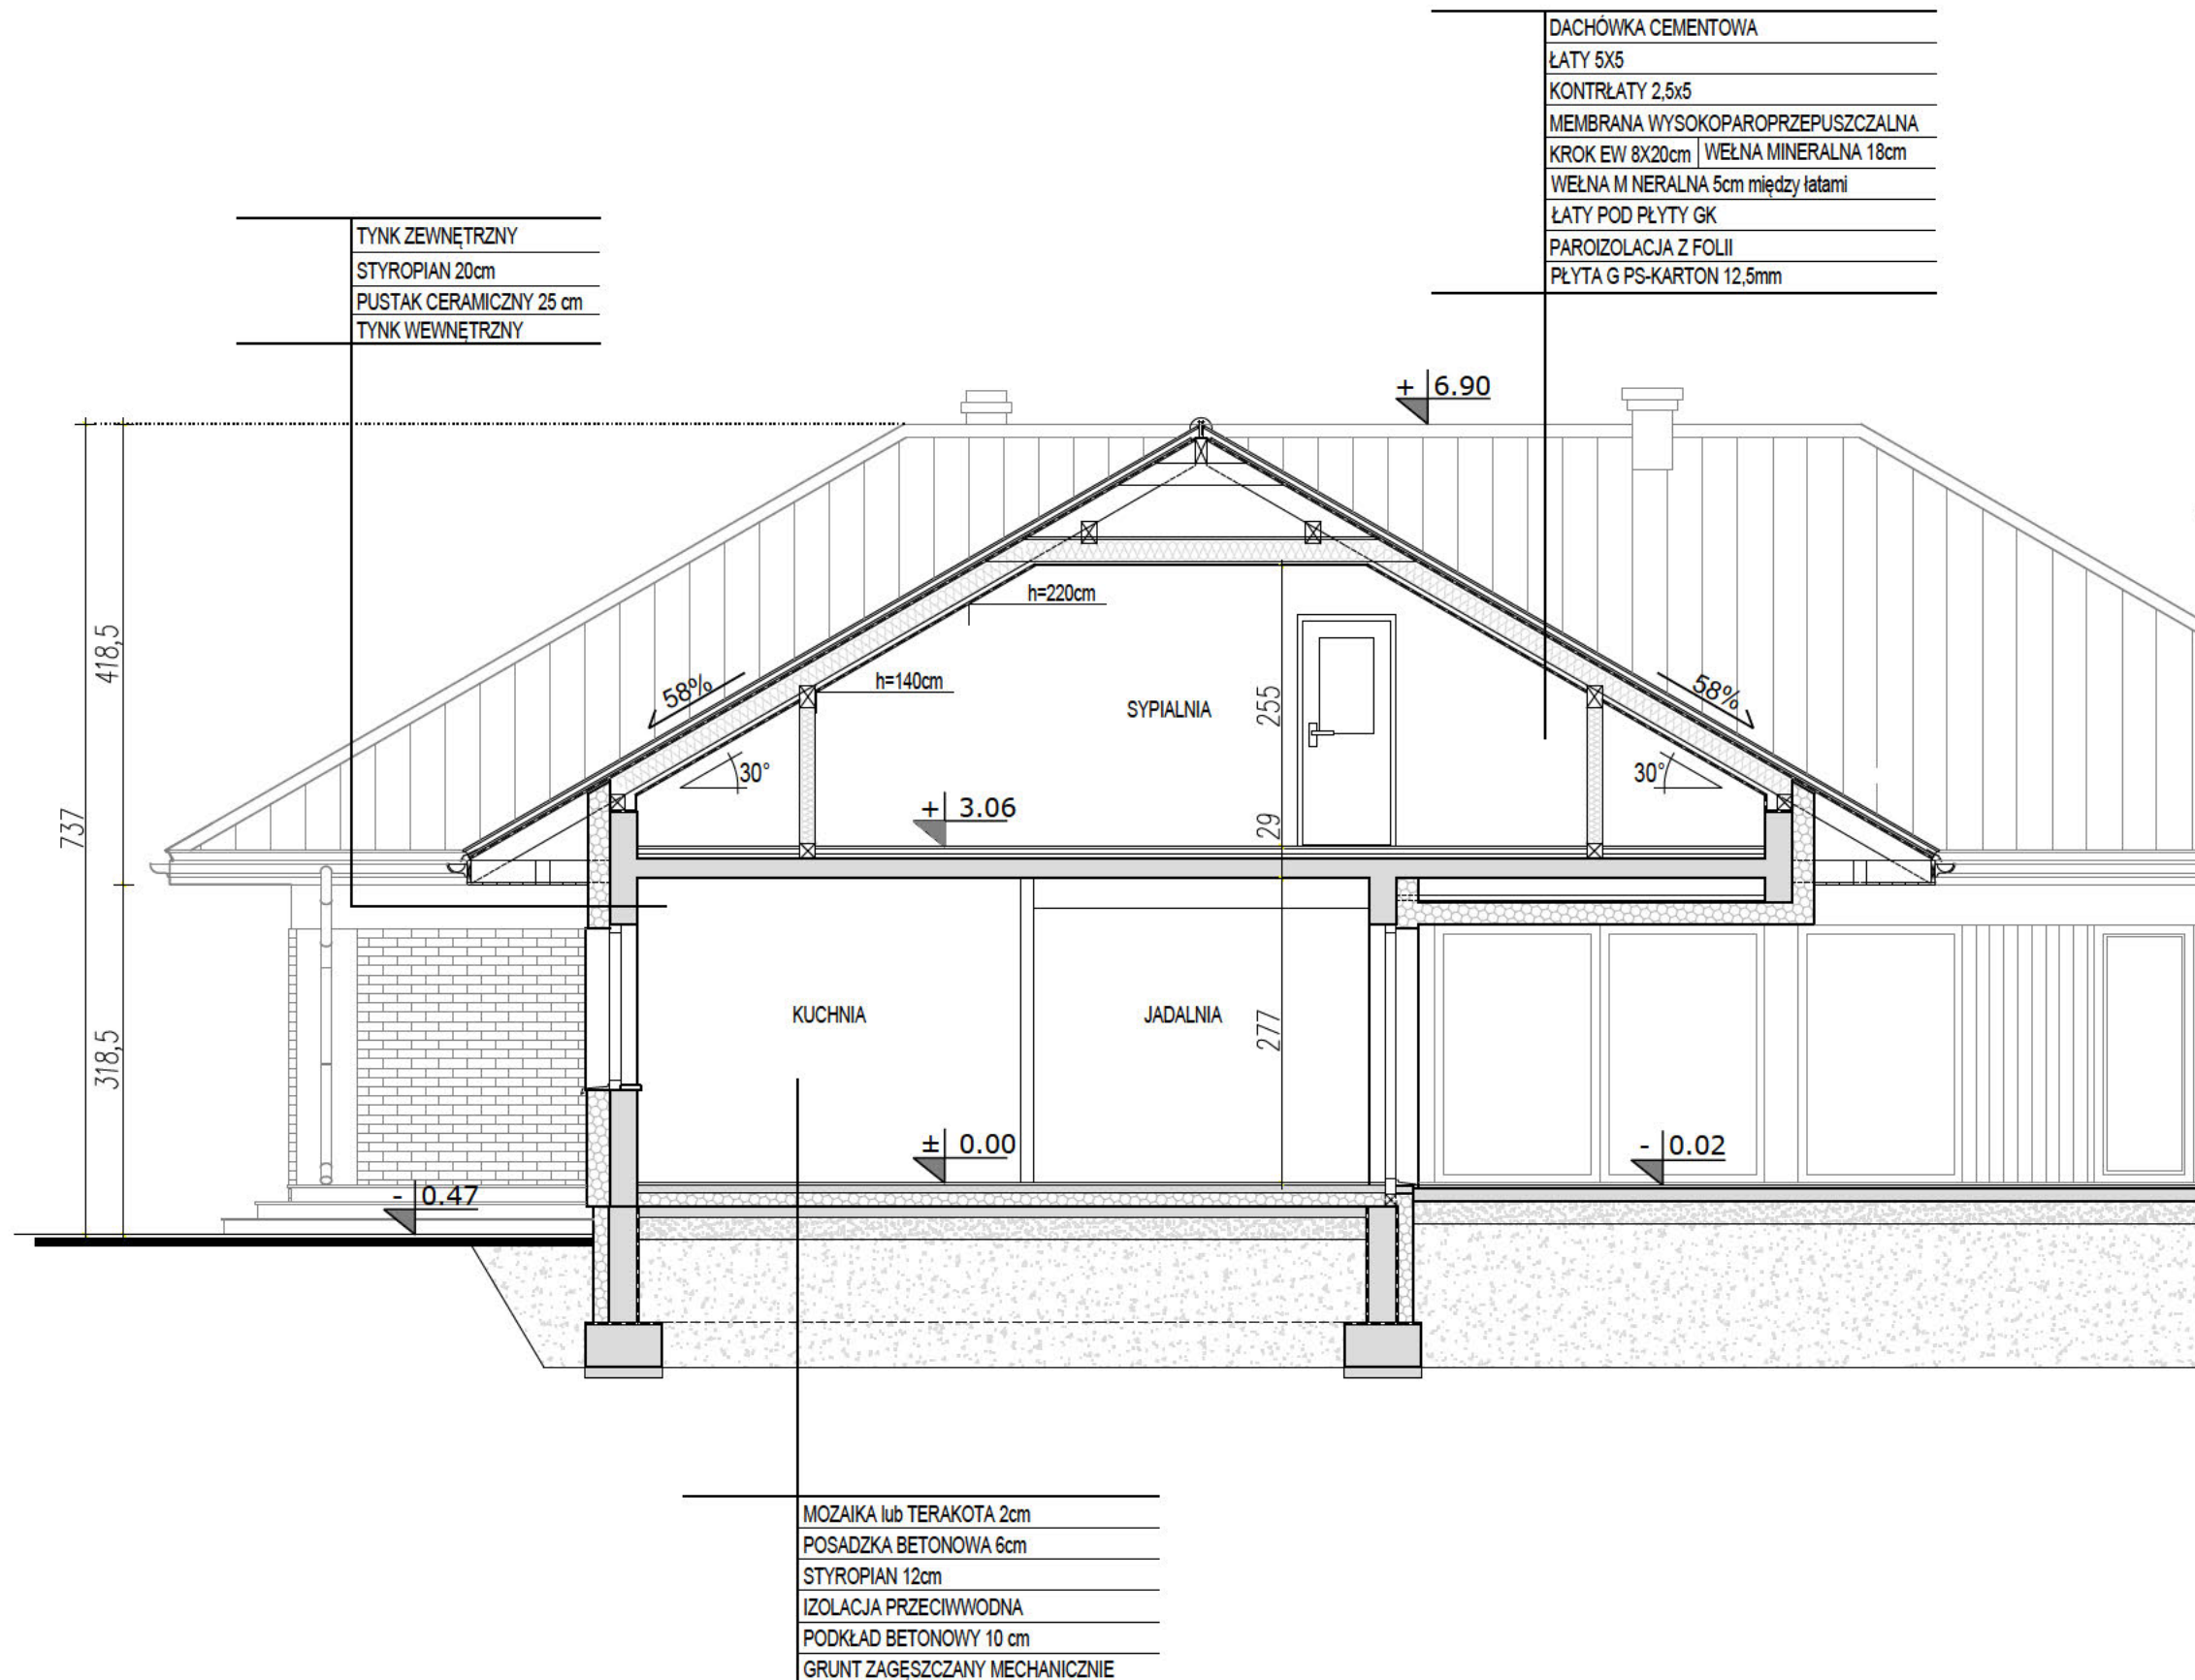 DACHÓWKA CEMENTOWA
ŁATY 5X5
KONTRŁATY 2,5x5
MEMBRANA WYSOKOPAROPRZEPUSZCZALNA
KROK EW 8X20cm WEŁNA MINERALNA 18cm
WEŁNA M NERALNA 5cm między łatami
ŁATY POD PŁYTY GK
PAROIZOLACJA Z FOLII
PŁYTA G PS-KARTON 12,5mm
TYNK ZEWNĘTRZNY
STYROPIAN 20cm
PUSTAK CERAMICZNY 25 cm
TYNK WEWNĘTRZNY
+ 6.90
h=220cm
418,5
58%
h=140cm
SYPIALNIA
255
58%
30°
30°
+ 3.06
29
737
KUCHNIA
JADALNIA
277
318,5
± 0.00
- 0.02
- 0.47
MOZAIKA lub TERAKOTA 2cm
POSADZKA BETONOWA 6cm
STYROPIAN 12cm
IZOLACJA PRZECIWWODNA
PODKŁAD BETONOWY 10 cm
GRUNT ZAGĘSZCZANY MECHANICZNIE